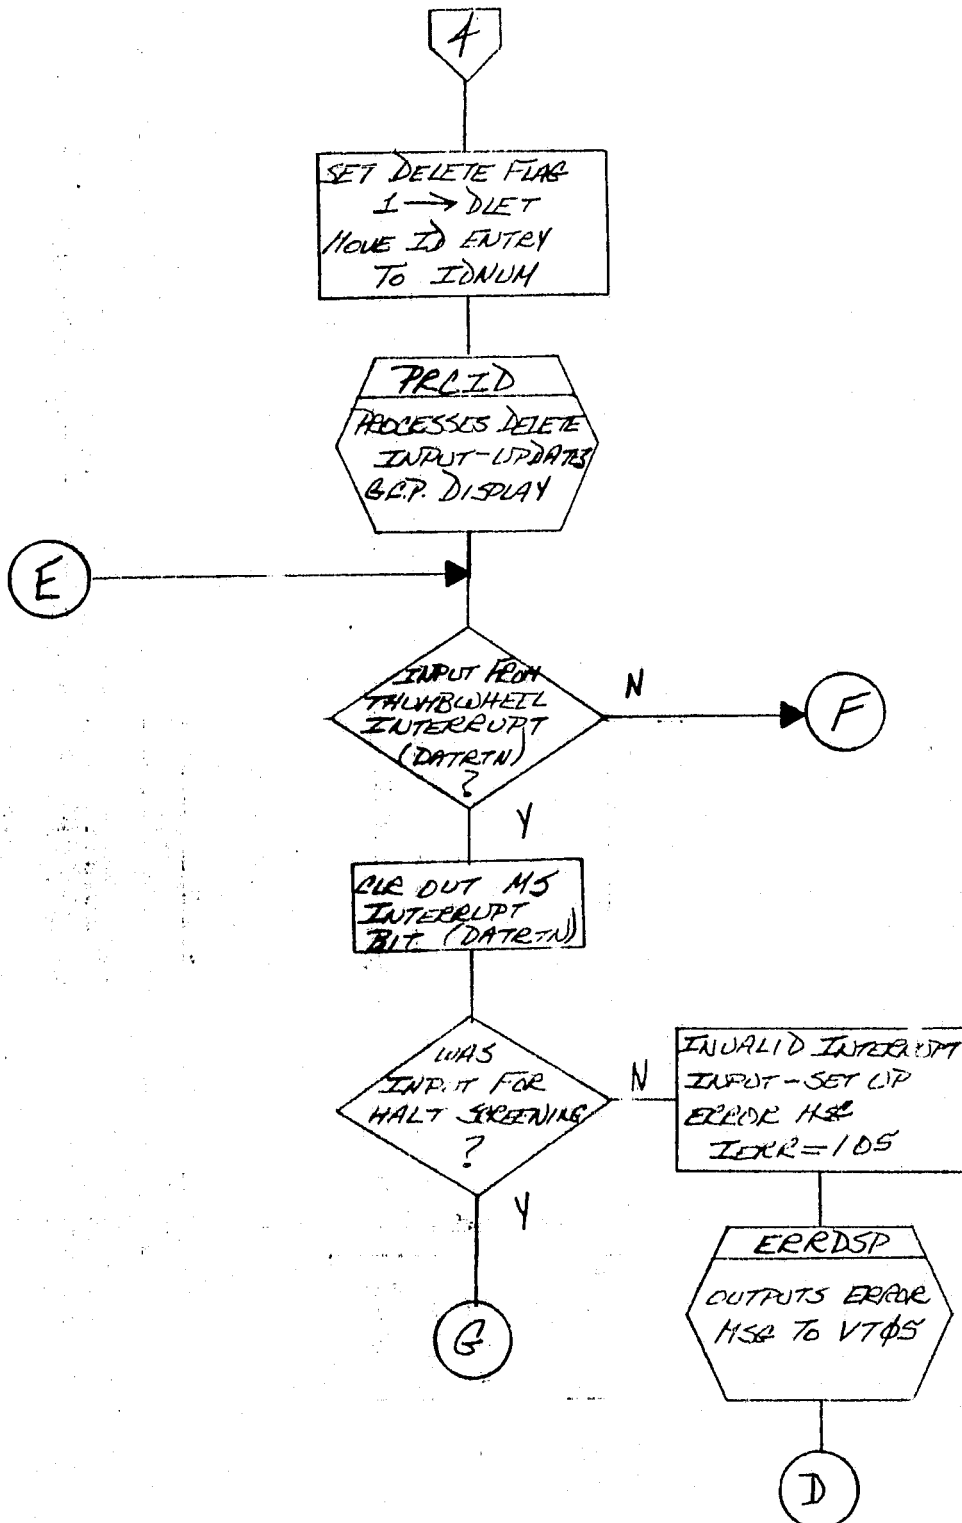 4
SET DELETE FLAG
1 → DLET
MOVE ID ENTRY
TO IDNUM
PRCID
PROCESSES DELETE
INPUT-UPDATES
G.C.P. DISPLAY
E
INPUT FROM
THUMBWHEEL
INTERRUPT
(DATRTN)
?
N
F
Y
CLR OUT MS
INTERRUPT
BIT (DATRTN)
WAS
INPUT FOR
HALT SCREENING
?
N
INVALID INTERRUPT
INPUT-SET UP
ERROR MSG
IERR=105
Y
ERRDSP
OUTPUTS ERROR
MSG TO VTØ5
G
D